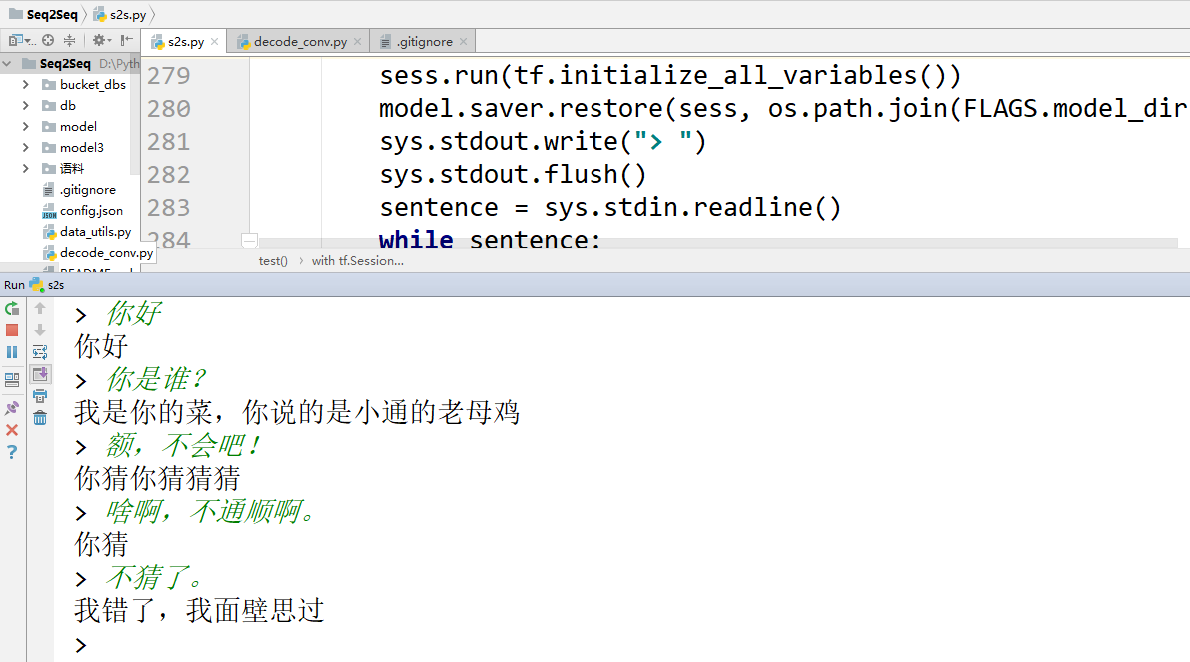 Seq2Seq s2s.py
s2s.py decode_conv.py .gitignore
Seq2Seq D:\Pyth
bucket_dbs
db
model
model3
语料
.gitignore
config.json
data_utils.py
decode_conv.py
279 sess.run(tf.initialize_all_variables())
280 model.saver.restore(sess, os.path.join(FLAGS.model_dir
281 sys.stdout.write("> ")
282 sys.stdout.flush()
283 sentence = sys.stdin.readline()
284 while sentence:
test() › with tf.Session...
Run s2s
> 你好
你好
> 你是谁？
我是你的菜，你说的是小通的老母鸡
> 额，不会吧！
你猜你猜猜猜
> 啥啊，不通顺啊。
你猜
> 不猜了。
我错了，我面壁思过
>